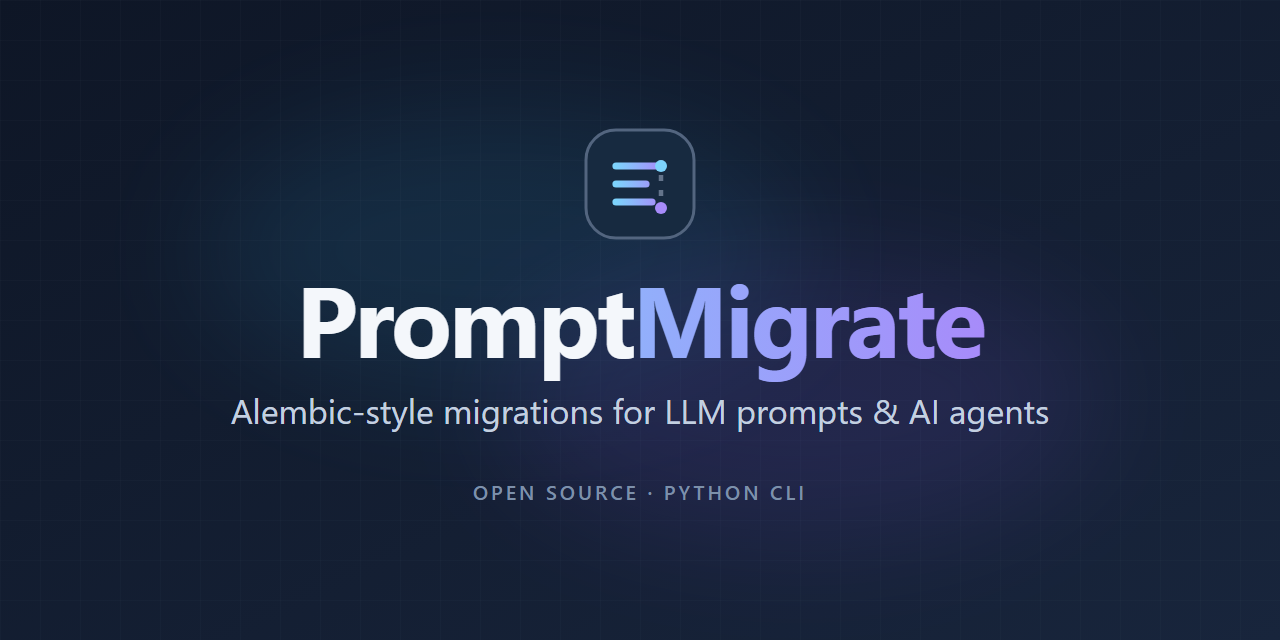 PromptMigrate
Alembic-style migrations for LLM prompts & AI agents
OPEN SOURCE · PYTHON CLI